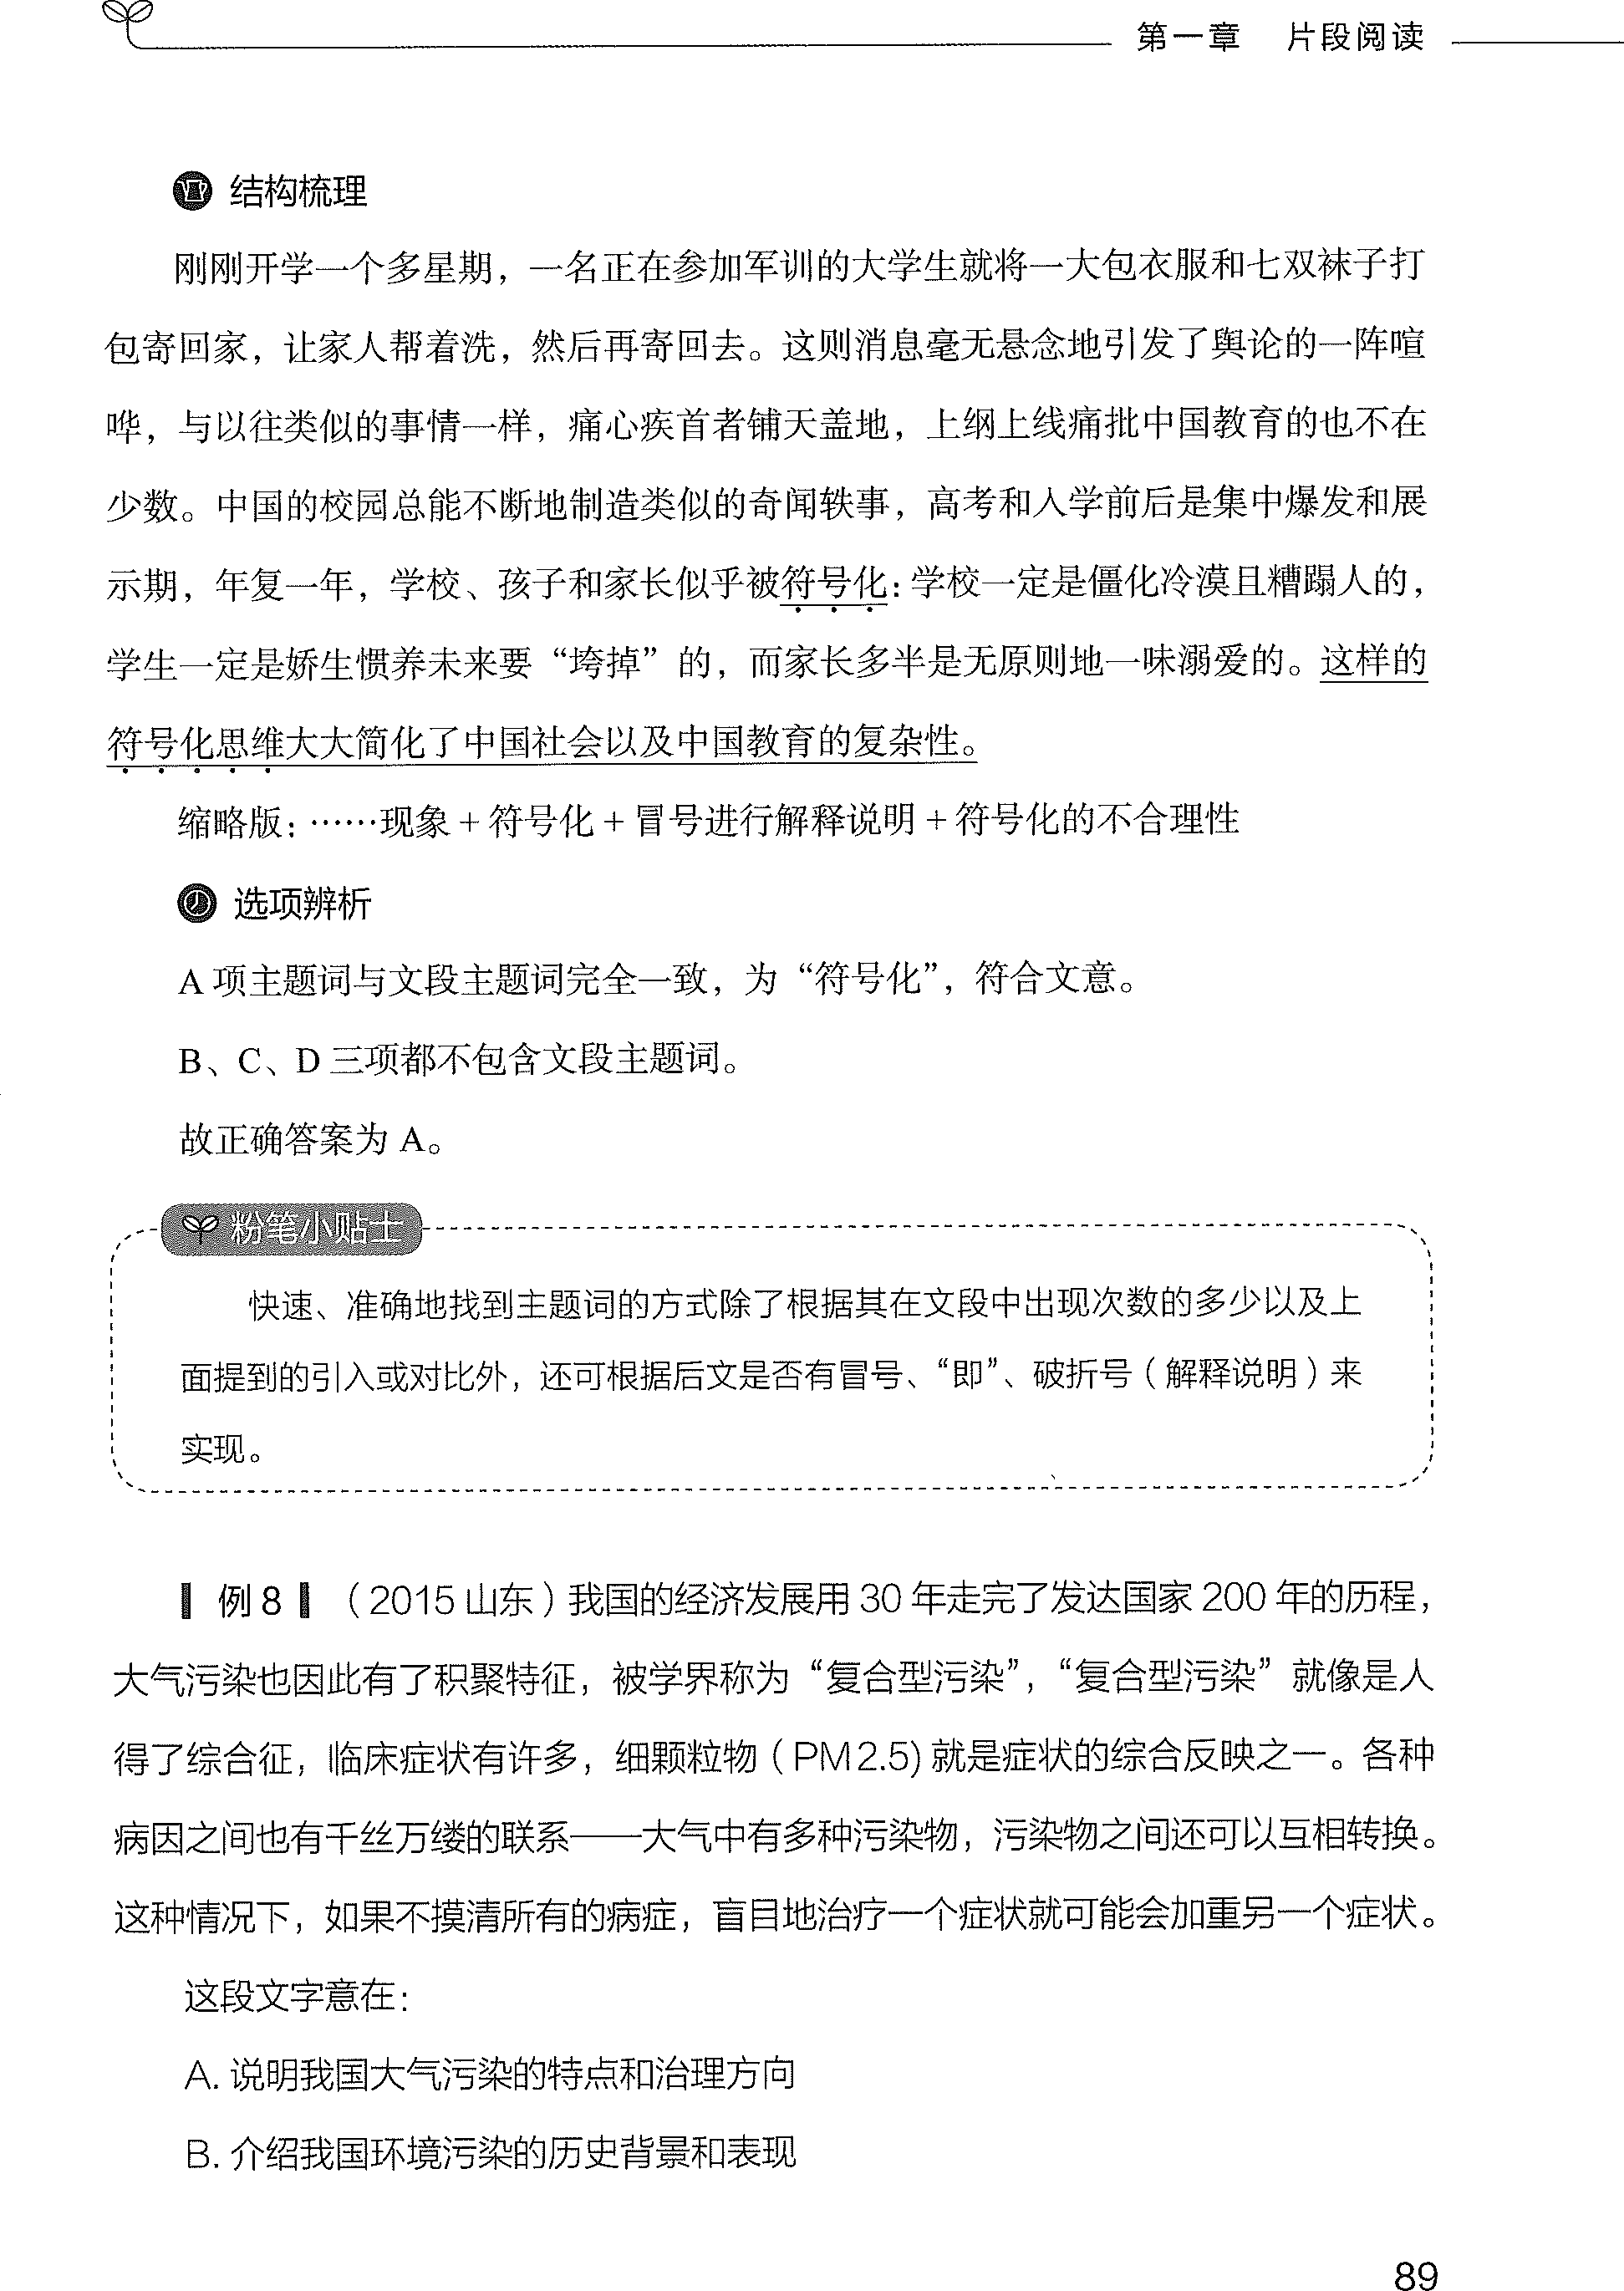 第一章 片段阅读
结构梳理
刚刚开学一个多星期，一名正在参加军训的大学生就将一大包衣服和七双袜子打
包寄回家，让家人帮着洗，然后再寄回去。这则消息毫无悬念地引发了舆论的一阵喧
哗，与以往类似的事情一样，痛心疾首者铺天盖地，上纲上线痛批中国教育的也不在
少数。中国的校园总能不断地制造类似的奇闻轶事，高考和入学前后是集中爆发和展
示期，年复一年，学校、孩子和家长似乎被符号化：学校一定是僵化冷漠且糟蹋人的，
学生一定是娇生惯养未来要“垮掉”的，而家长多半是无原则地一味溺爱的。这样的
符号化思维大大简化了中国社会以及中国教育的复杂性。
缩略版：……现象＋符号化＋冒号进行解释说明＋符号化的不合理性
选项辨析
A 项主题词与文段主题词完全一致，为“符号化”，符合文意。
B、C、D 三项都不包含文段主题词。
故正确答案为 A。
粉笔小贴士
快速、准确地找到主题词的方式除了根据其在文段中出现次数的多少以及上
面提到的引入或对比外，还可根据后文是否有冒号、“即”、破折号（解释说明）来
实现。
例 8 （2015 山东）我国的经济发展用 30 年走完了发达国家 200 年的历程，
大气污染也因此有了积聚特征，被学界称为“复合型污染”，“复合型污染”就像是人
得了综合征，临床症状有许多，细颗粒物（PM2.5)就是症状的综合反映之一。各种
病因之间也有千丝万缕的联系——大气中有多种污染物，污染物之间还可以互相转换。
这种情况下，如果不摸清所有的病症，盲目地治疗一个症状就可能会加重另一个症状。
这段文字意在：
A. 说明我国大气污染的特点和治理方向
B. 介绍我国环境污染的历史背景和表现
89